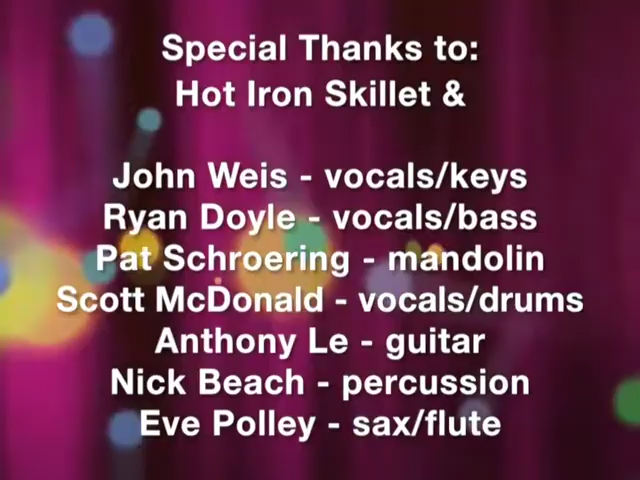 Special Thanks to:
Hot Iron Skillet &
John Weis - vocals/keys
Ryan Doyle - vocals/bass
Pat Schroering - mandolin
Scott McDonald - vocals/drums
Anthony Le - guitar
Nick Beach - percussion
Eve Polley - sax/flute